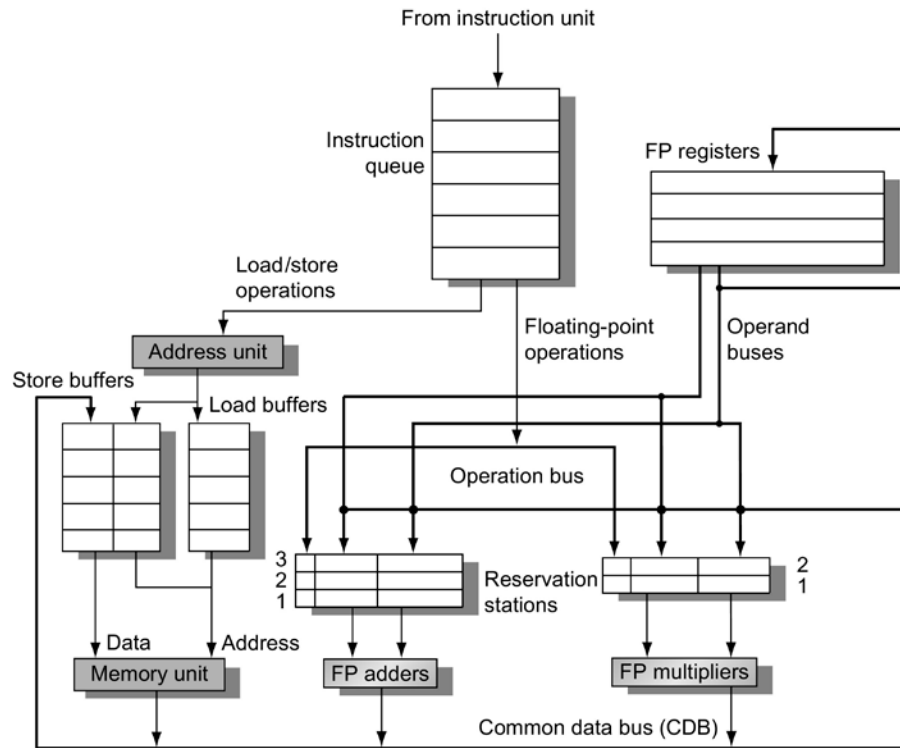 From instruction unit
Instruction
queue
FP registers
Load/store
operations
Floating-point
operations
Operand
buses
Address unit
Store buffers
Load buffers
Operation bus
3
2
1
Reservation
stations
2
1
Data
Address
Memory unit
FP adders
FP multipliers
Common data bus (CDB)